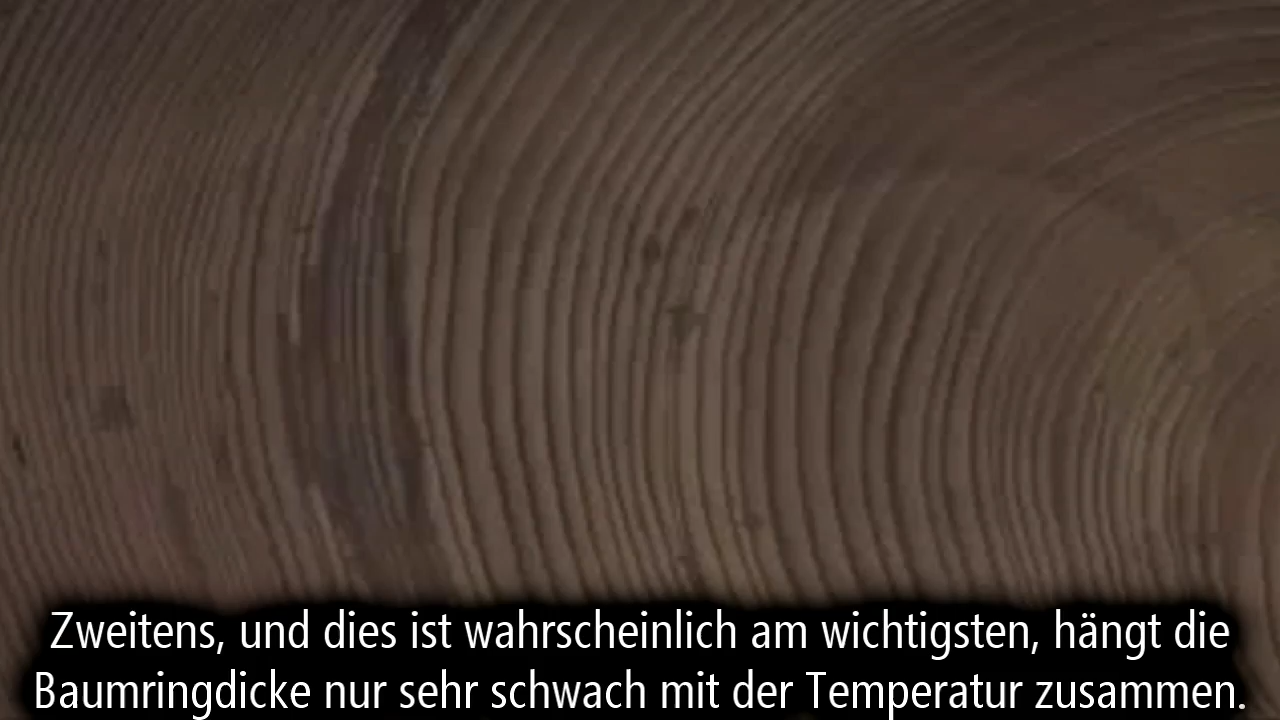 Zweitens, und dies ist wahrscheinlich am wichtigsten, hängt die
Baumringdicke nur sehr schwach mit der Temperatur zusammen.